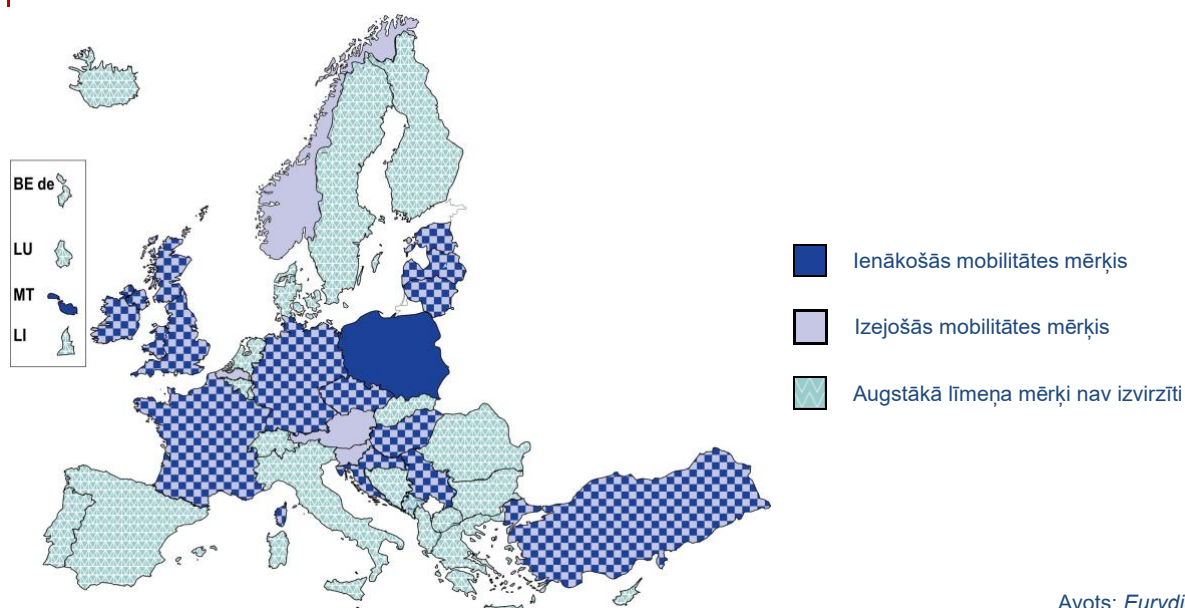 BE de
LU
MT
LI
Ienākošās mobilitātes mērķis
Izejošās mobilitātes mērķis
Augstākā līmeņa mērķi nav izvirzīti
Avots: Eurydi